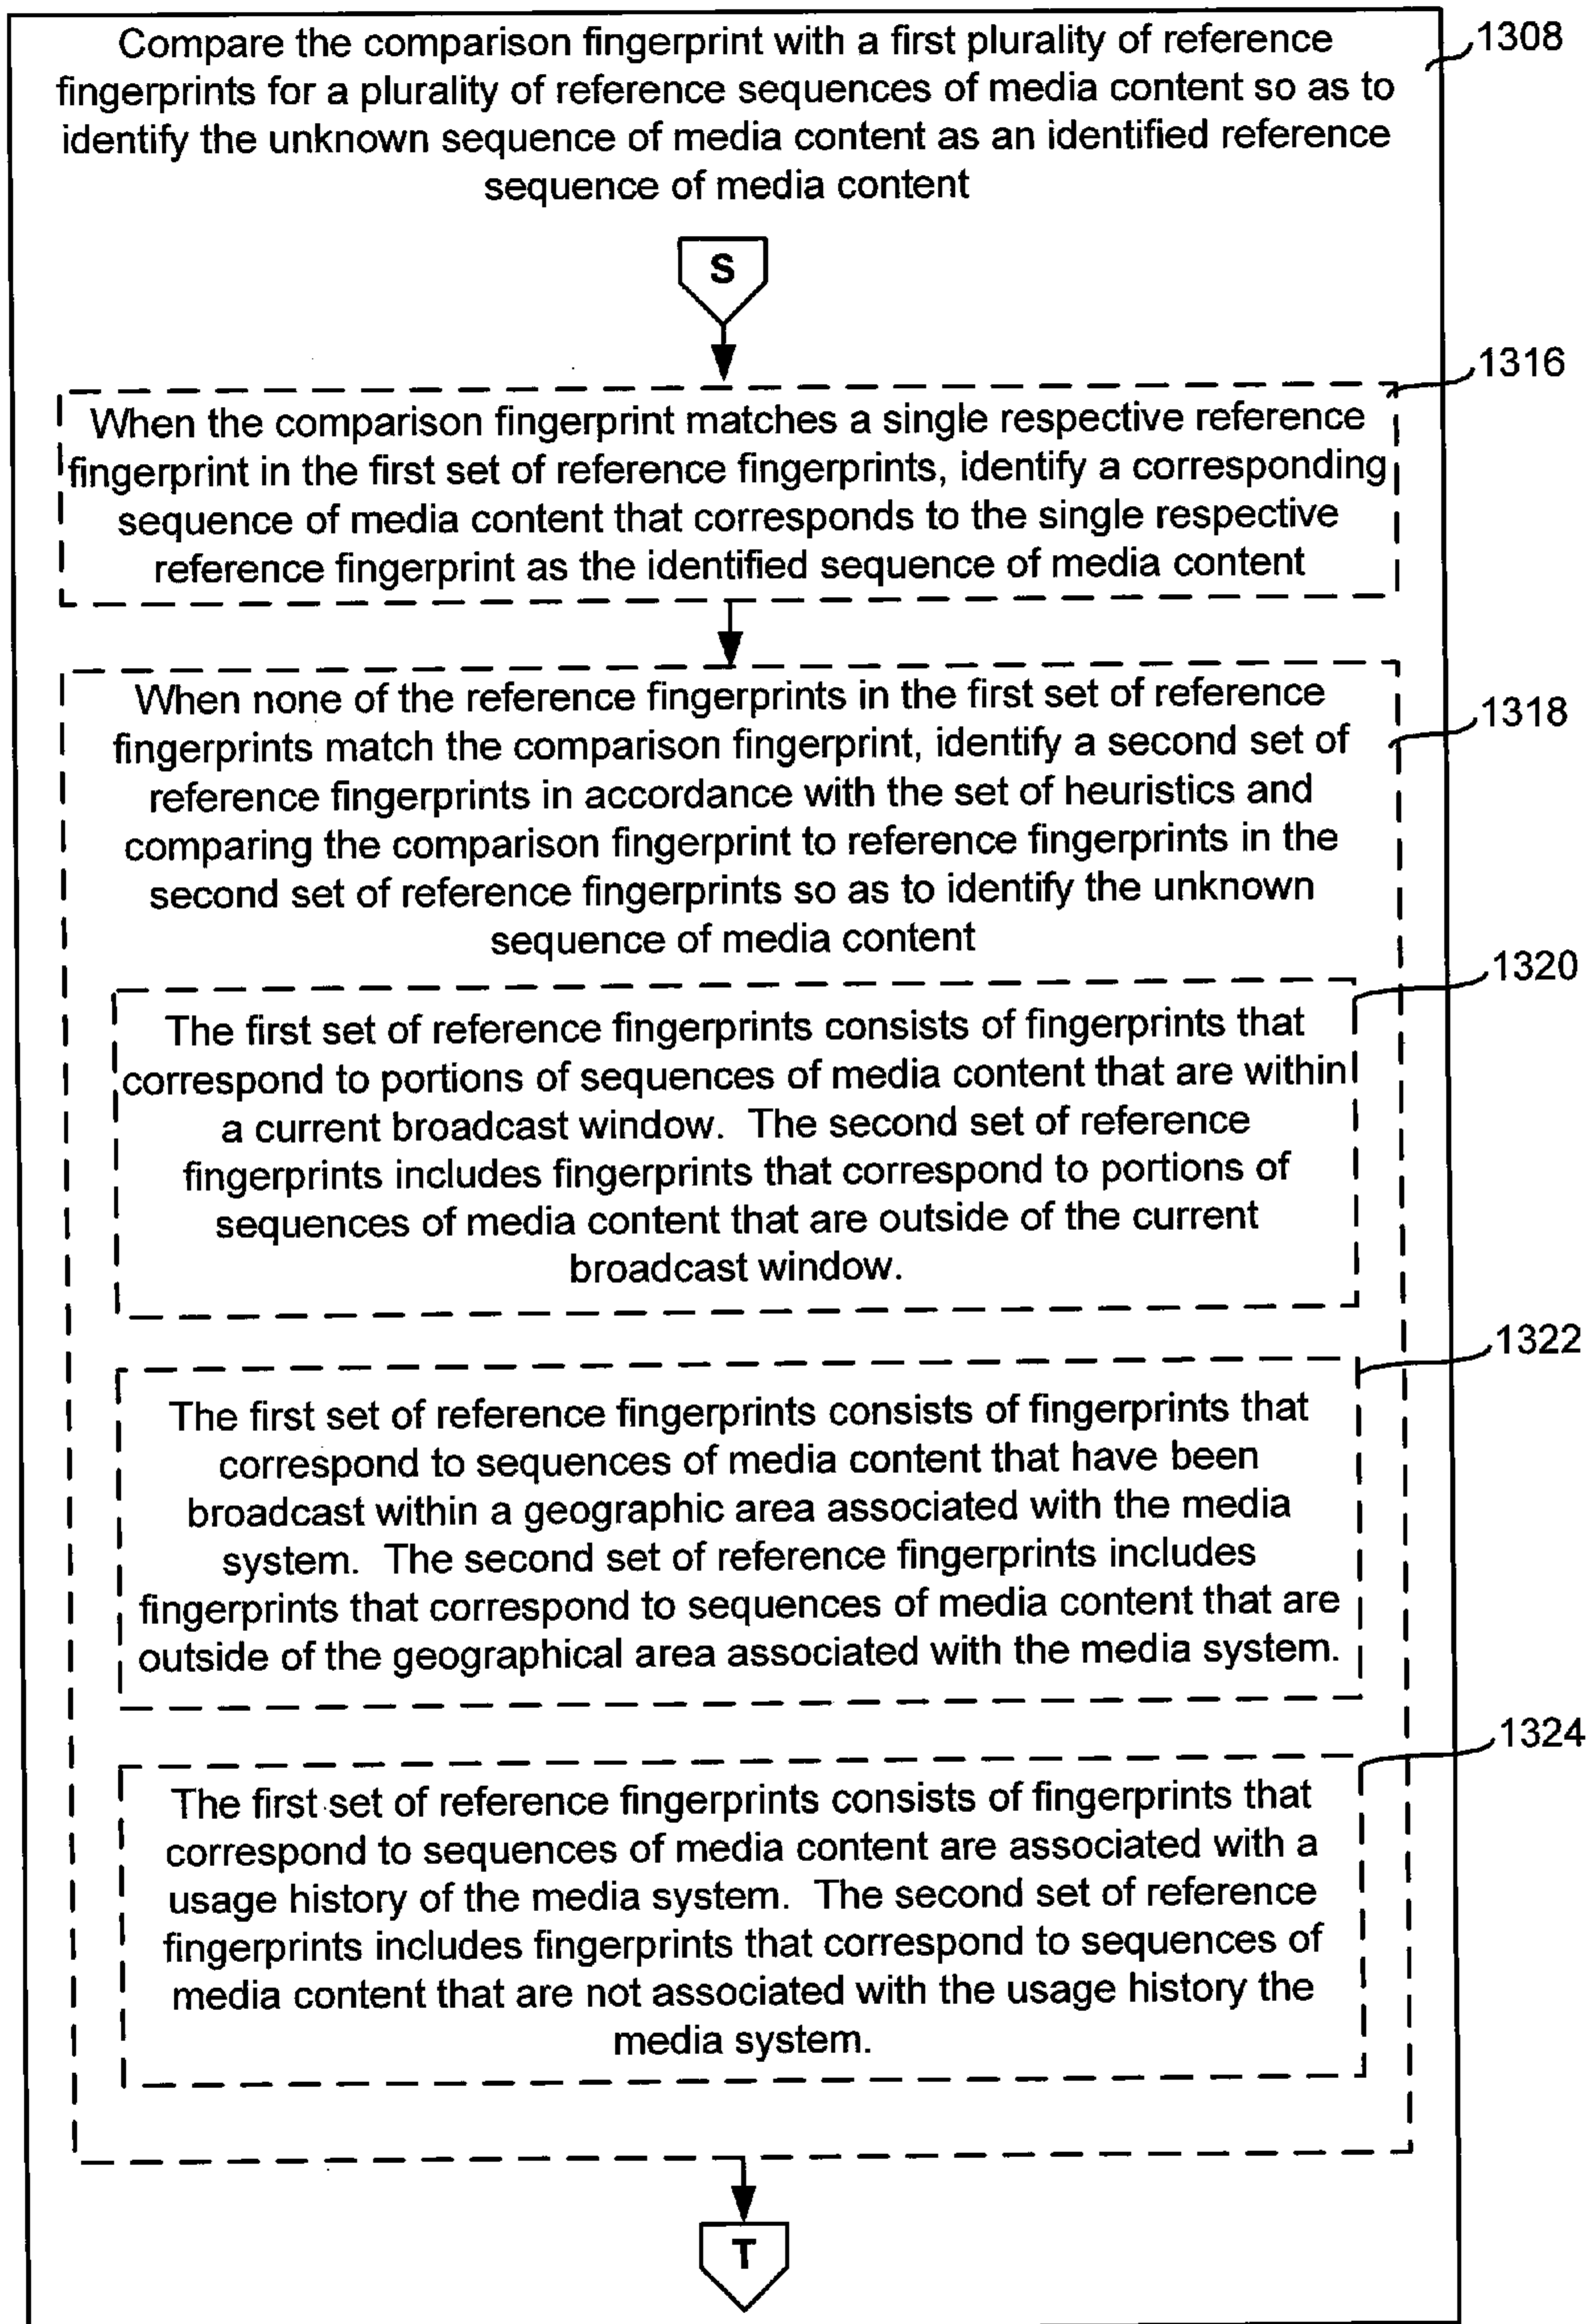 Compare the comparison fingerprint with a first plurality of reference
fingerprints for a plurality of reference sequences of media content so as to
identify the unknown sequence of media content as an identified reference
sequence of media content
1308
S
1316
When the comparison fingerprint matches a single respective reference
fingerprint in the first set of reference fingerprints, identify a corresponding
sequence of media content that corresponds to the single respective
reference fingerprint as the identified sequence of media content
1318
When none of the reference fingerprints in the first set of reference
fingerprints match the comparison fingerprint, identify a second set of
reference fingerprints in accordance with the set of heuristics and
comparing the comparison fingerprint to reference fingerprints in the
second set of reference fingerprints so as to identify the unknown
sequence of media content
1320
The first set of reference fingerprints consists of fingerprints that
correspond to portions of sequences of media content that are within
a current broadcast window. The second set of reference
fingerprints includes fingerprints that correspond to portions of
sequences of media content that are outside of the current
broadcast window.
1322
The first set of reference fingerprints consists of fingerprints that
correspond to sequences of media content that have been
broadcast within a geographic area associated with the media
system. The second set of reference fingerprints includes
fingerprints that correspond to sequences of media content that are
outside of the geographical area associated with the media system.
1324
The first set of reference fingerprints consists of fingerprints that
correspond to sequences of media content are associated with a
usage history of the media system. The second set of reference
fingerprints includes fingerprints that correspond to sequences of
media content that are not associated with the usage history the
media system.
T